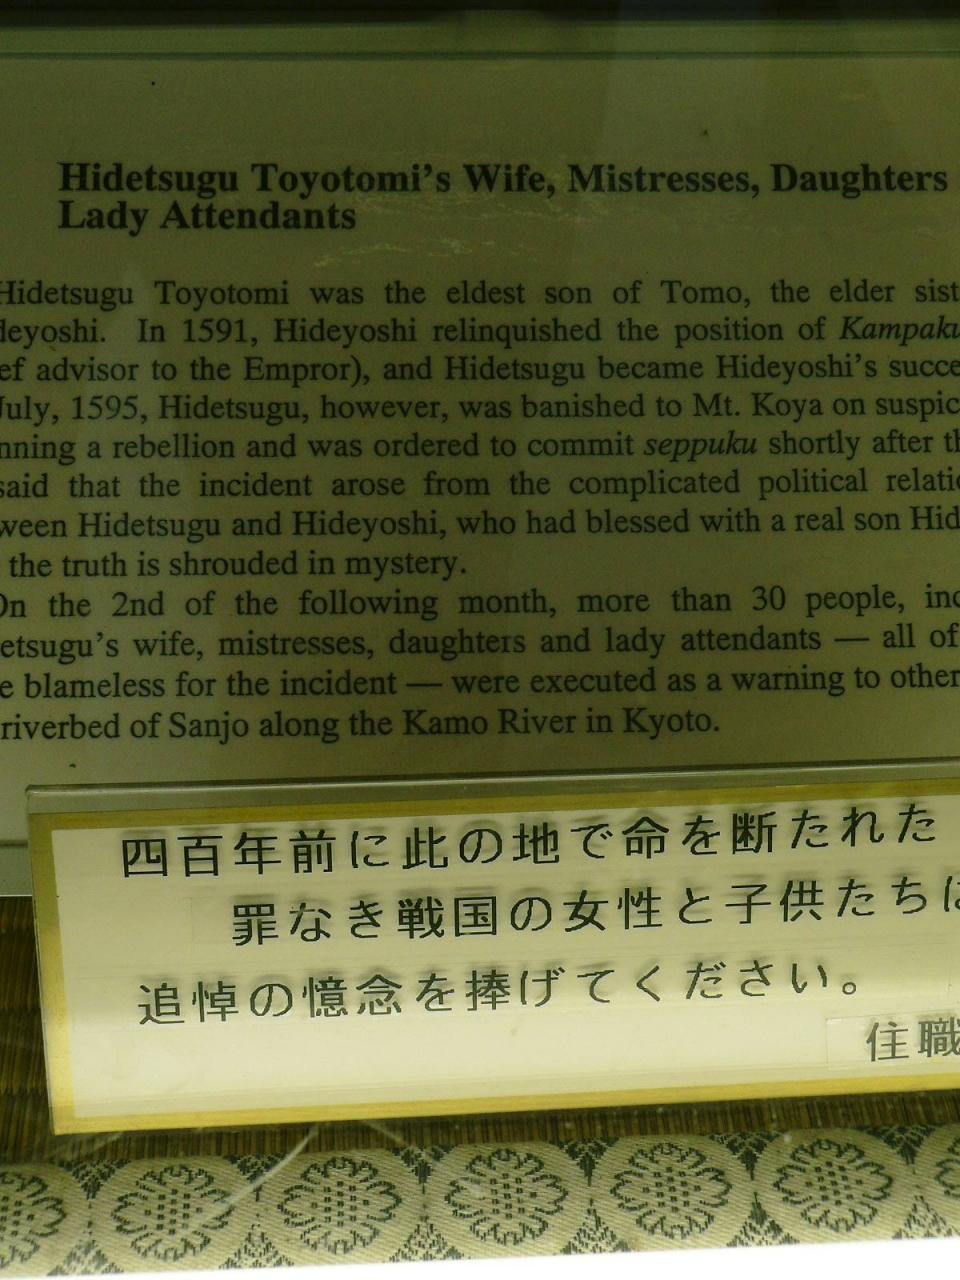 Hidetsugu Toyotomi's Wife, Mistresses, Daughters
Lady Attendants
Hidetsugu Toyotomi was the eldest son of Tomo, the elder sist
deyoshi. In 1591, Hideyoshi relinquished the position of Kampaku
ef advisor to the Empror), and Hidetsugu became Hideyoshi's succe
July, 1595, Hidetsugu, however, was banished to Mt. Koya on suspic
nning a rebellion and was ordered to commit seppuku shortly after th
said that the incident arose from the complicated political relatio
ween Hidetsugu and Hideyoshi, who had blessed with a real son Hid
the truth is shrouded in mystery.
On the 2nd of the following month, more than 30 people, inc
etsugu's wife, mistresses, daughters and lady attendants — all of
e blameless for the incident — were executed as a warning to other
riverbed of Sanjo along the Kamo River in Kyoto.
四百年前に此の地で命を断たれた
罪なき戦国の女性と子供たちに
追悼の憶念を捧げてください。
住職